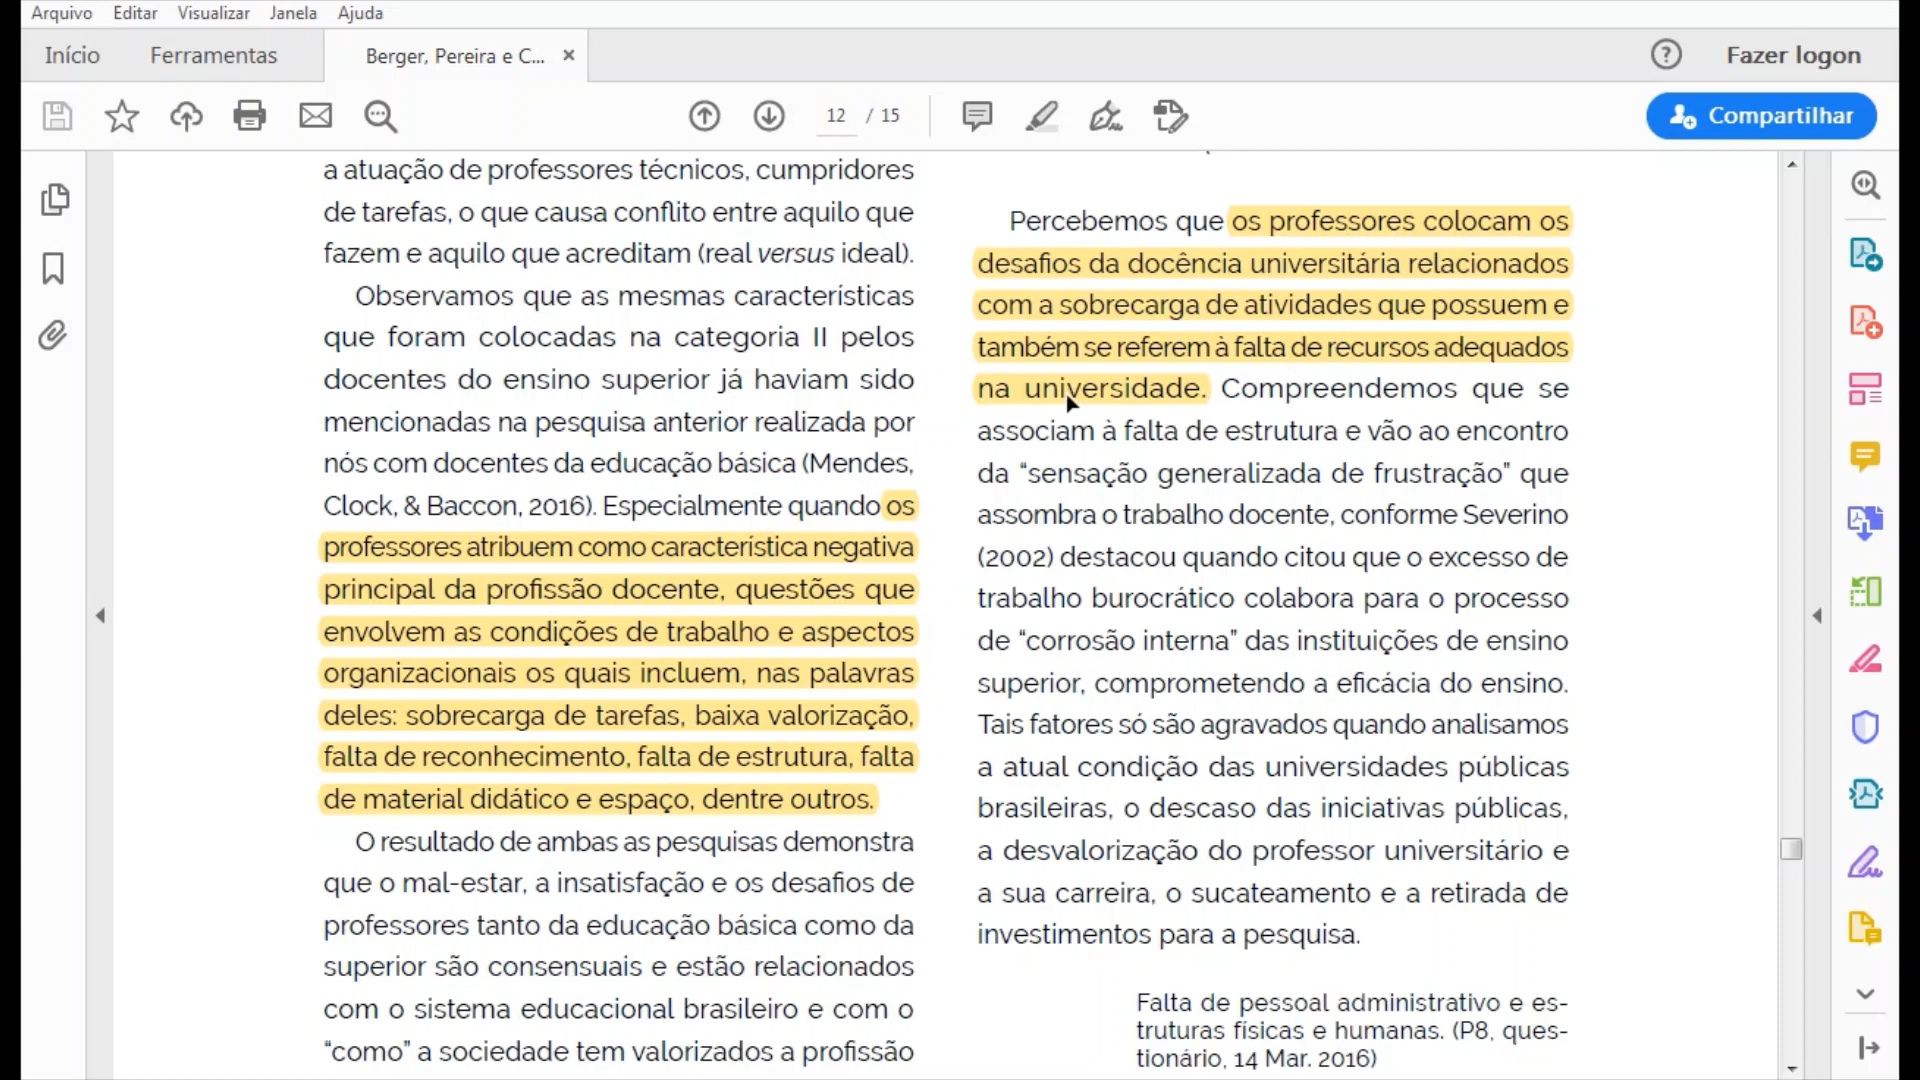 Arquivo Editar Visualizar Janela Ajuda
Início Ferramentas Berger, Pereira e C... × Fazer logon
12 / 15 Compartilhar
a atuação de professores técnicos, cumpridores
de tarefas, o que causa conflito entre aquilo que
fazem e aquilo que acreditam (real versus ideal).
Observamos que as mesmas características
que foram colocadas na categoria II pelos
docentes do ensino superior já haviam sido
mencionadas na pesquisa anterior realizada por
nós com docentes da educação básica (Mendes,
Clock, & Baccon, 2016). Especialmente quando os
professores atribuem como característica negativa
principal da profissão docente, questões que
envolvem as condições de trabalho e aspectos
organizacionais os quais incluem, nas palavras
deles: sobrecarga de tarefas, baixa valorização,
falta de reconhecimento, falta de estrutura, falta
de material didático e espaço, dentre outros.
O resultado de ambas as pesquisas demonstra
que o mal-estar, a insatisfação e os desafios de
professores tanto da educação básica como da
superior são consensuais e estão relacionados
com o sistema educacional brasileiro e com o
“como” a sociedade tem valorizados a profissão
Percebemos que os professores colocam os
desafios da docência universitária relacionados
com a sobrecarga de atividades que possuem e
também se referem à falta de recursos adequados
na universidade. Compreendemos que se
associam à falta de estrutura e vão ao encontro
da “sensação generalizada de frustração” que
assombra o trabalho docente, conforme Severino
(2002) destacou quando citou que o excesso de
trabalho burocrático colabora para o processo
de “corrosão interna” das instituições de ensino
superior, comprometendo a eficácia do ensino.
Tais fatores só são agravados quando analisamos
a atual condição das universidades públicas
brasileiras, o descaso das iniciativas públicas,
a desvalorização do professor universitário e
a sua carreira, o sucateamento e a retirada de
investimentos para a pesquisa.
Falta de pessoal administrativo e es-
truturas físicas e humanas. (P8, ques-
tionário, 14 Mar. 2016)